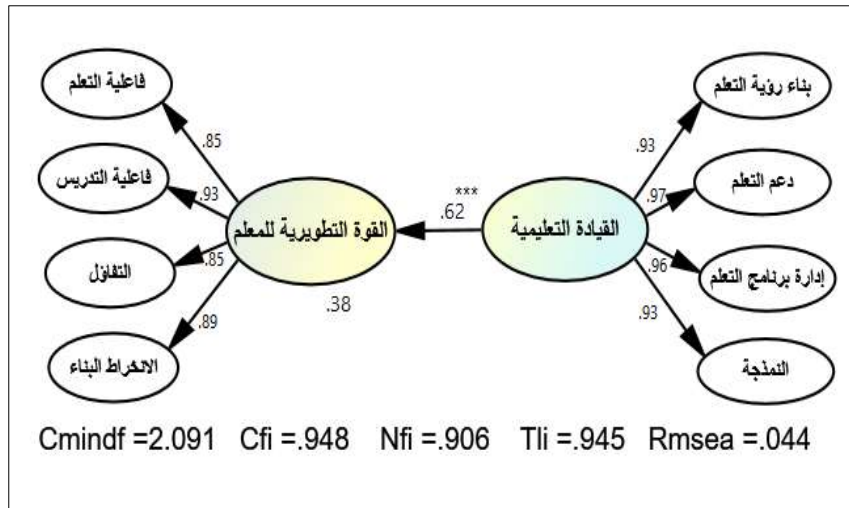 بناء رؤية التعلم
دعم التعلم
إدارة برنامج التعلم
النمذجة
.93
.97
.96
.93
القيادة التعليمية
***
.62
القوة التطويرية للمعلم
.38
.85
.93
.85
.89
فاعلية التعلم
فاعلية التدريس
التفاؤل
الانخراط البناء
Cmindf =2.091 Cfi =.948 Nfi =.906 Tli =.945 Rmsea =.044